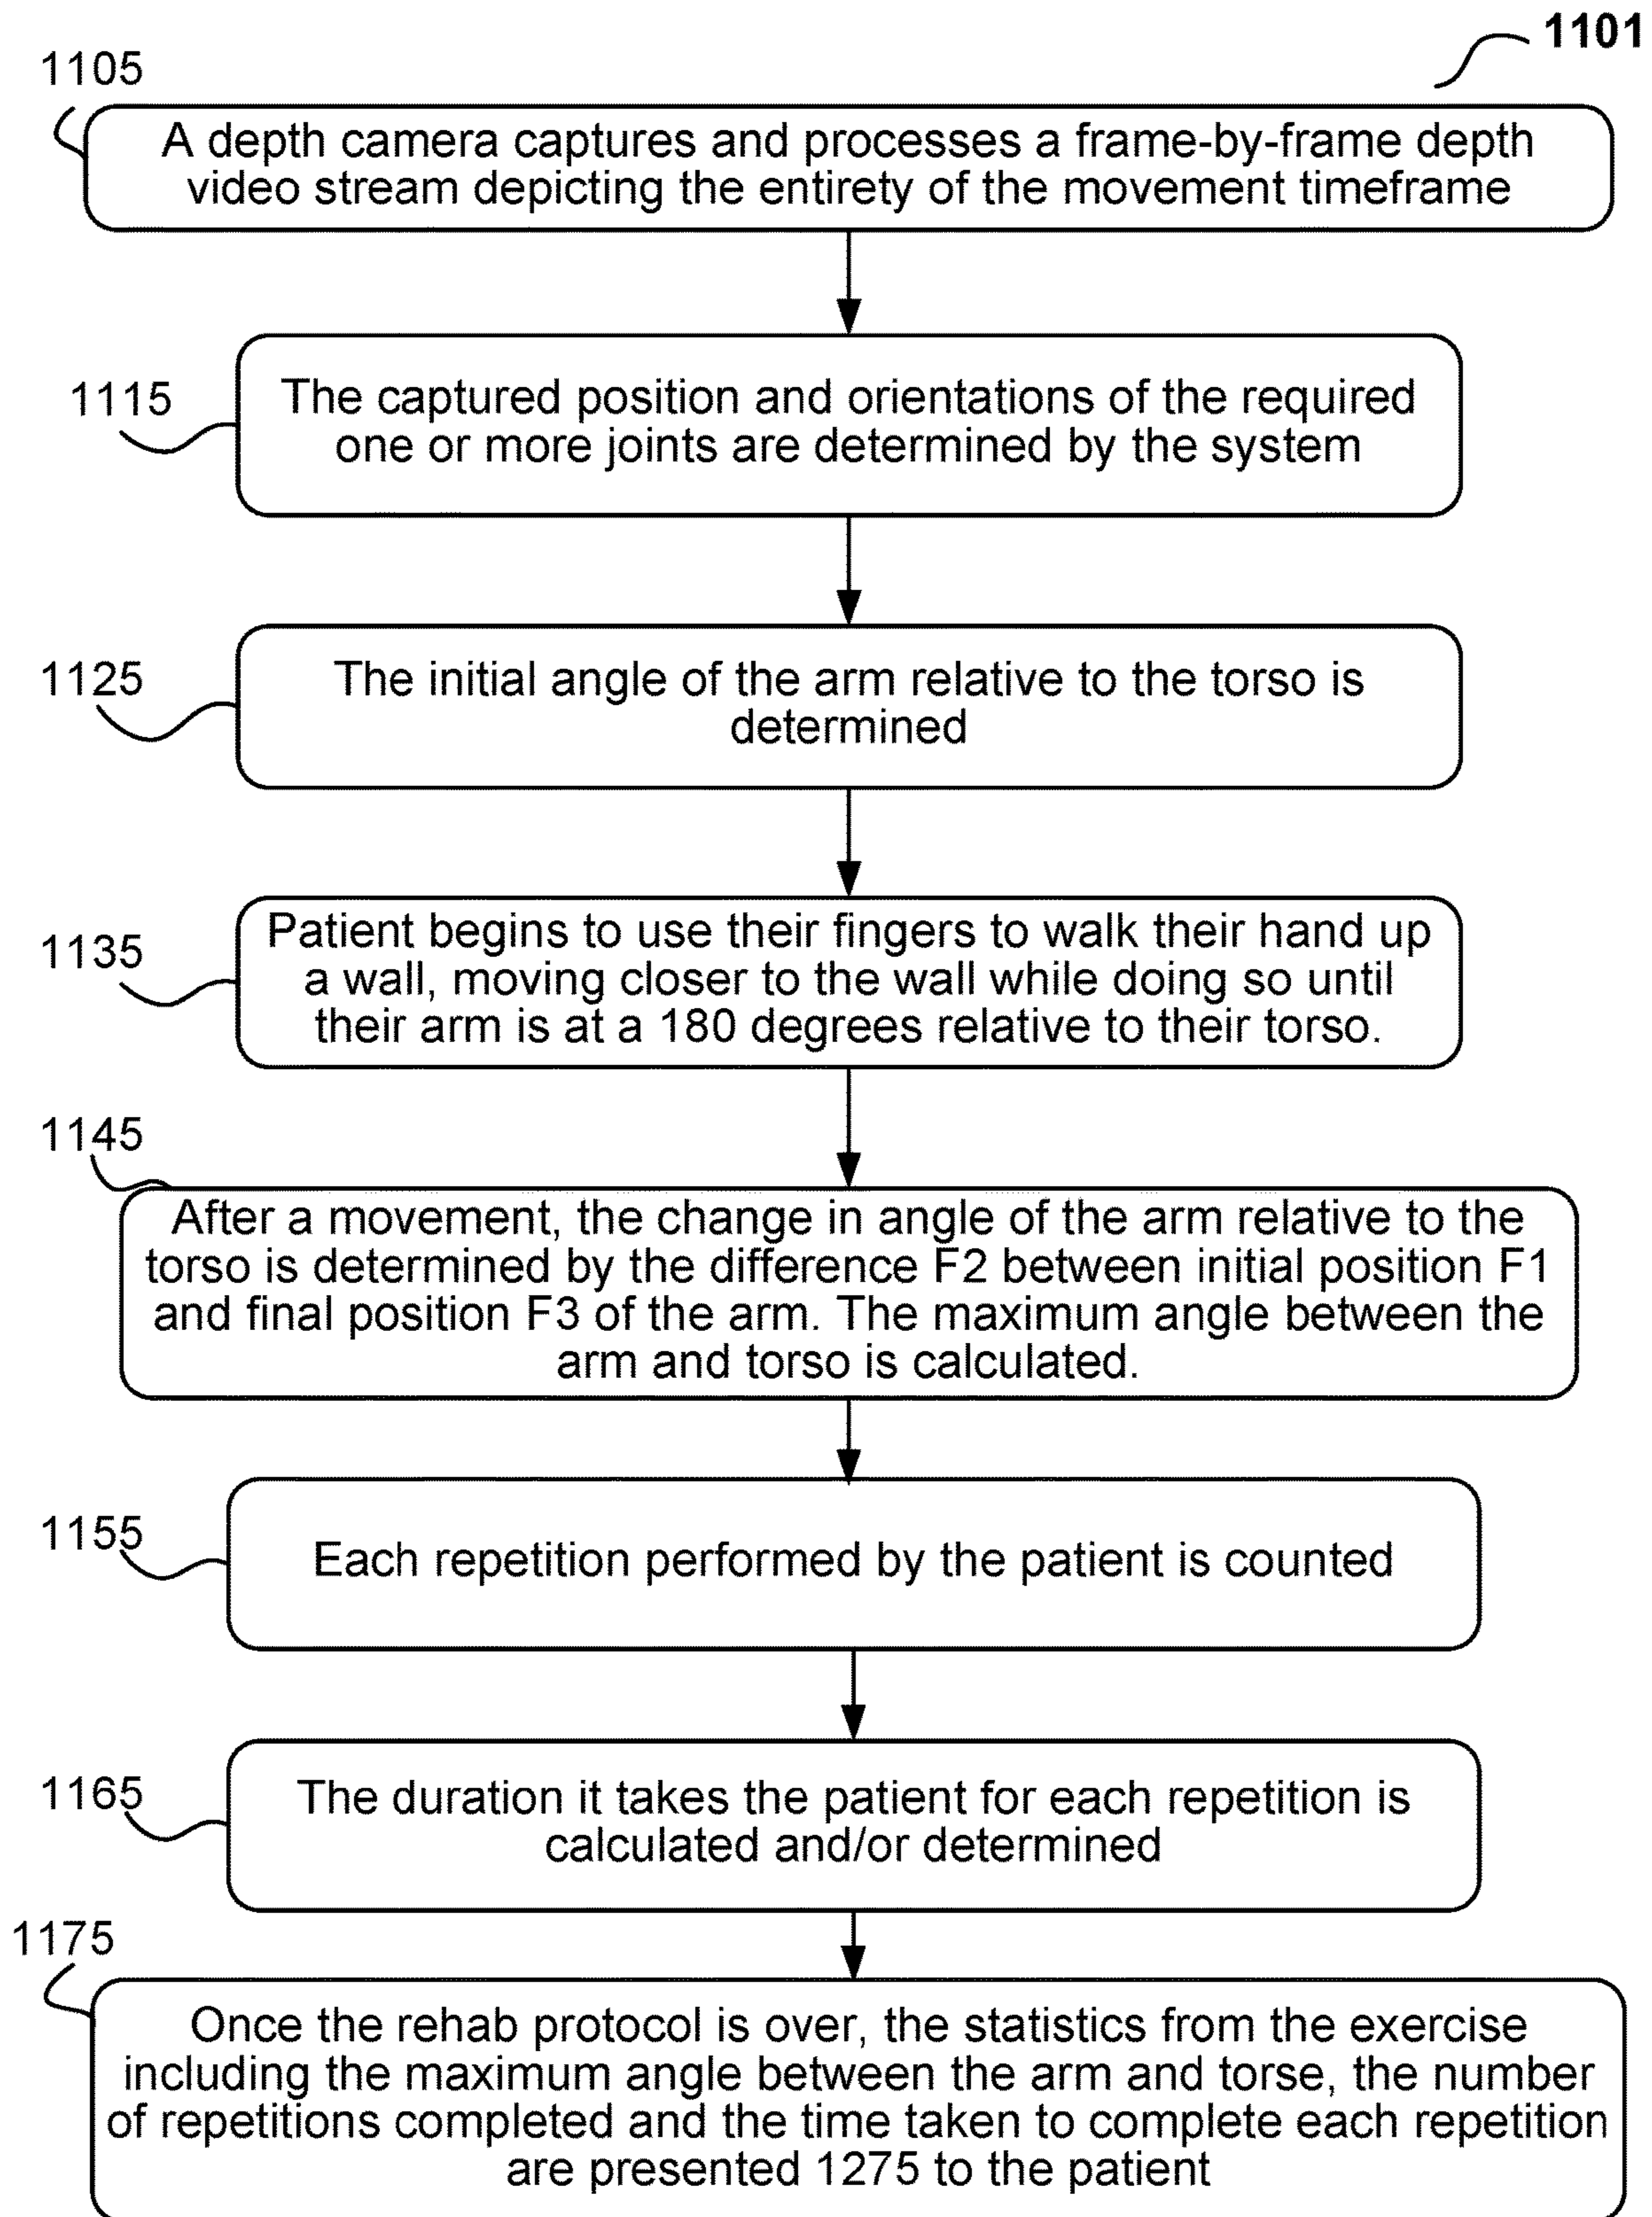 1101
1105
A depth camera captures and processes a frame-by-frame depth
video stream depicting the entirety of the movement timeframe
1115
The captured position and orientations of the required
one or more joints are determined by the system
1125
The initial angle of the arm relative to the torso is
determined
1135
Patient begins to use their fingers to walk their hand up
a wall, moving closer to the wall while doing so until
their arm is at a 180 degrees relative to their torso.
1145
After a movement, the change in angle of the arm relative to the
torso is determined by the difference F2 between initial position F1
and final position F3 of the arm. The maximum angle between the
arm and torso is calculated.
1155
Each repetition performed by the patient is counted
1165
The duration it takes the patient for each repetition is
calculated and/or determined
1175
Once the rehab protocol is over, the statistics from the exercise
including the maximum angle between the arm and torse, the number
of repetitions completed and the time taken to complete each repetition
are presented 1275 to the patient